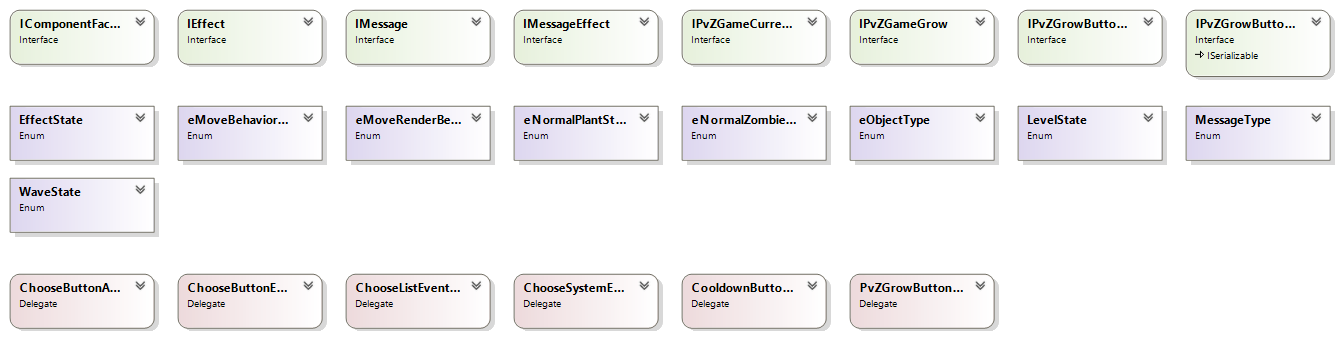 IComponentFac...
Interface
IEffect
Interface
IMessage
Interface
IMessageEffect
Interface
IPvZGameCurre...
Interface
IPvZGameGrow
Interface
IPvZGrowButto...
Interface
IPvZGrowButto...
Interface
ISerializable
EffectState
Enum
eMoveBehavior...
Enum
eMoveRenderBe...
Enum
eNormalPlantSt...
Enum
eNormalZombie...
Enum
eObjectType
Enum
LevelState
Enum
MessageType
Enum
WaveState
Enum
ChooseButtonA...
Delegate
ChooseButtonE...
Delegate
ChooseListEvent...
Delegate
ChooseSystemE...
Delegate
CooldownButto...
Delegate
PvZGrowButton...
Delegate